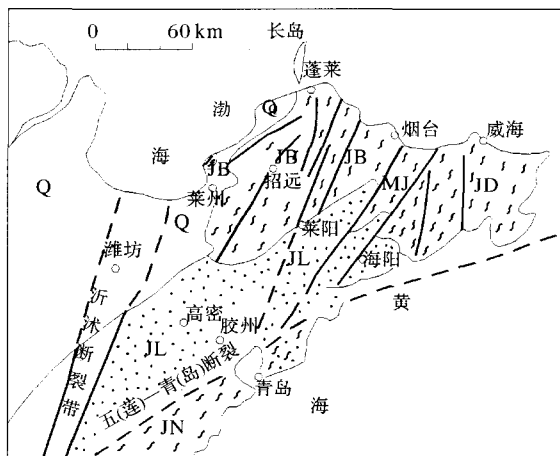 0 60 km
长岛
蓬莱
渤
Q
烟台
威海
海
JB
JB
JB
MJ
JD
Q
招远
莱州
Q
莱阳
潍坊
JL
海阳
黄
沂沭断裂带
高密
胶州
JL
五(莲)—青(岛)断裂
青岛
海
JN